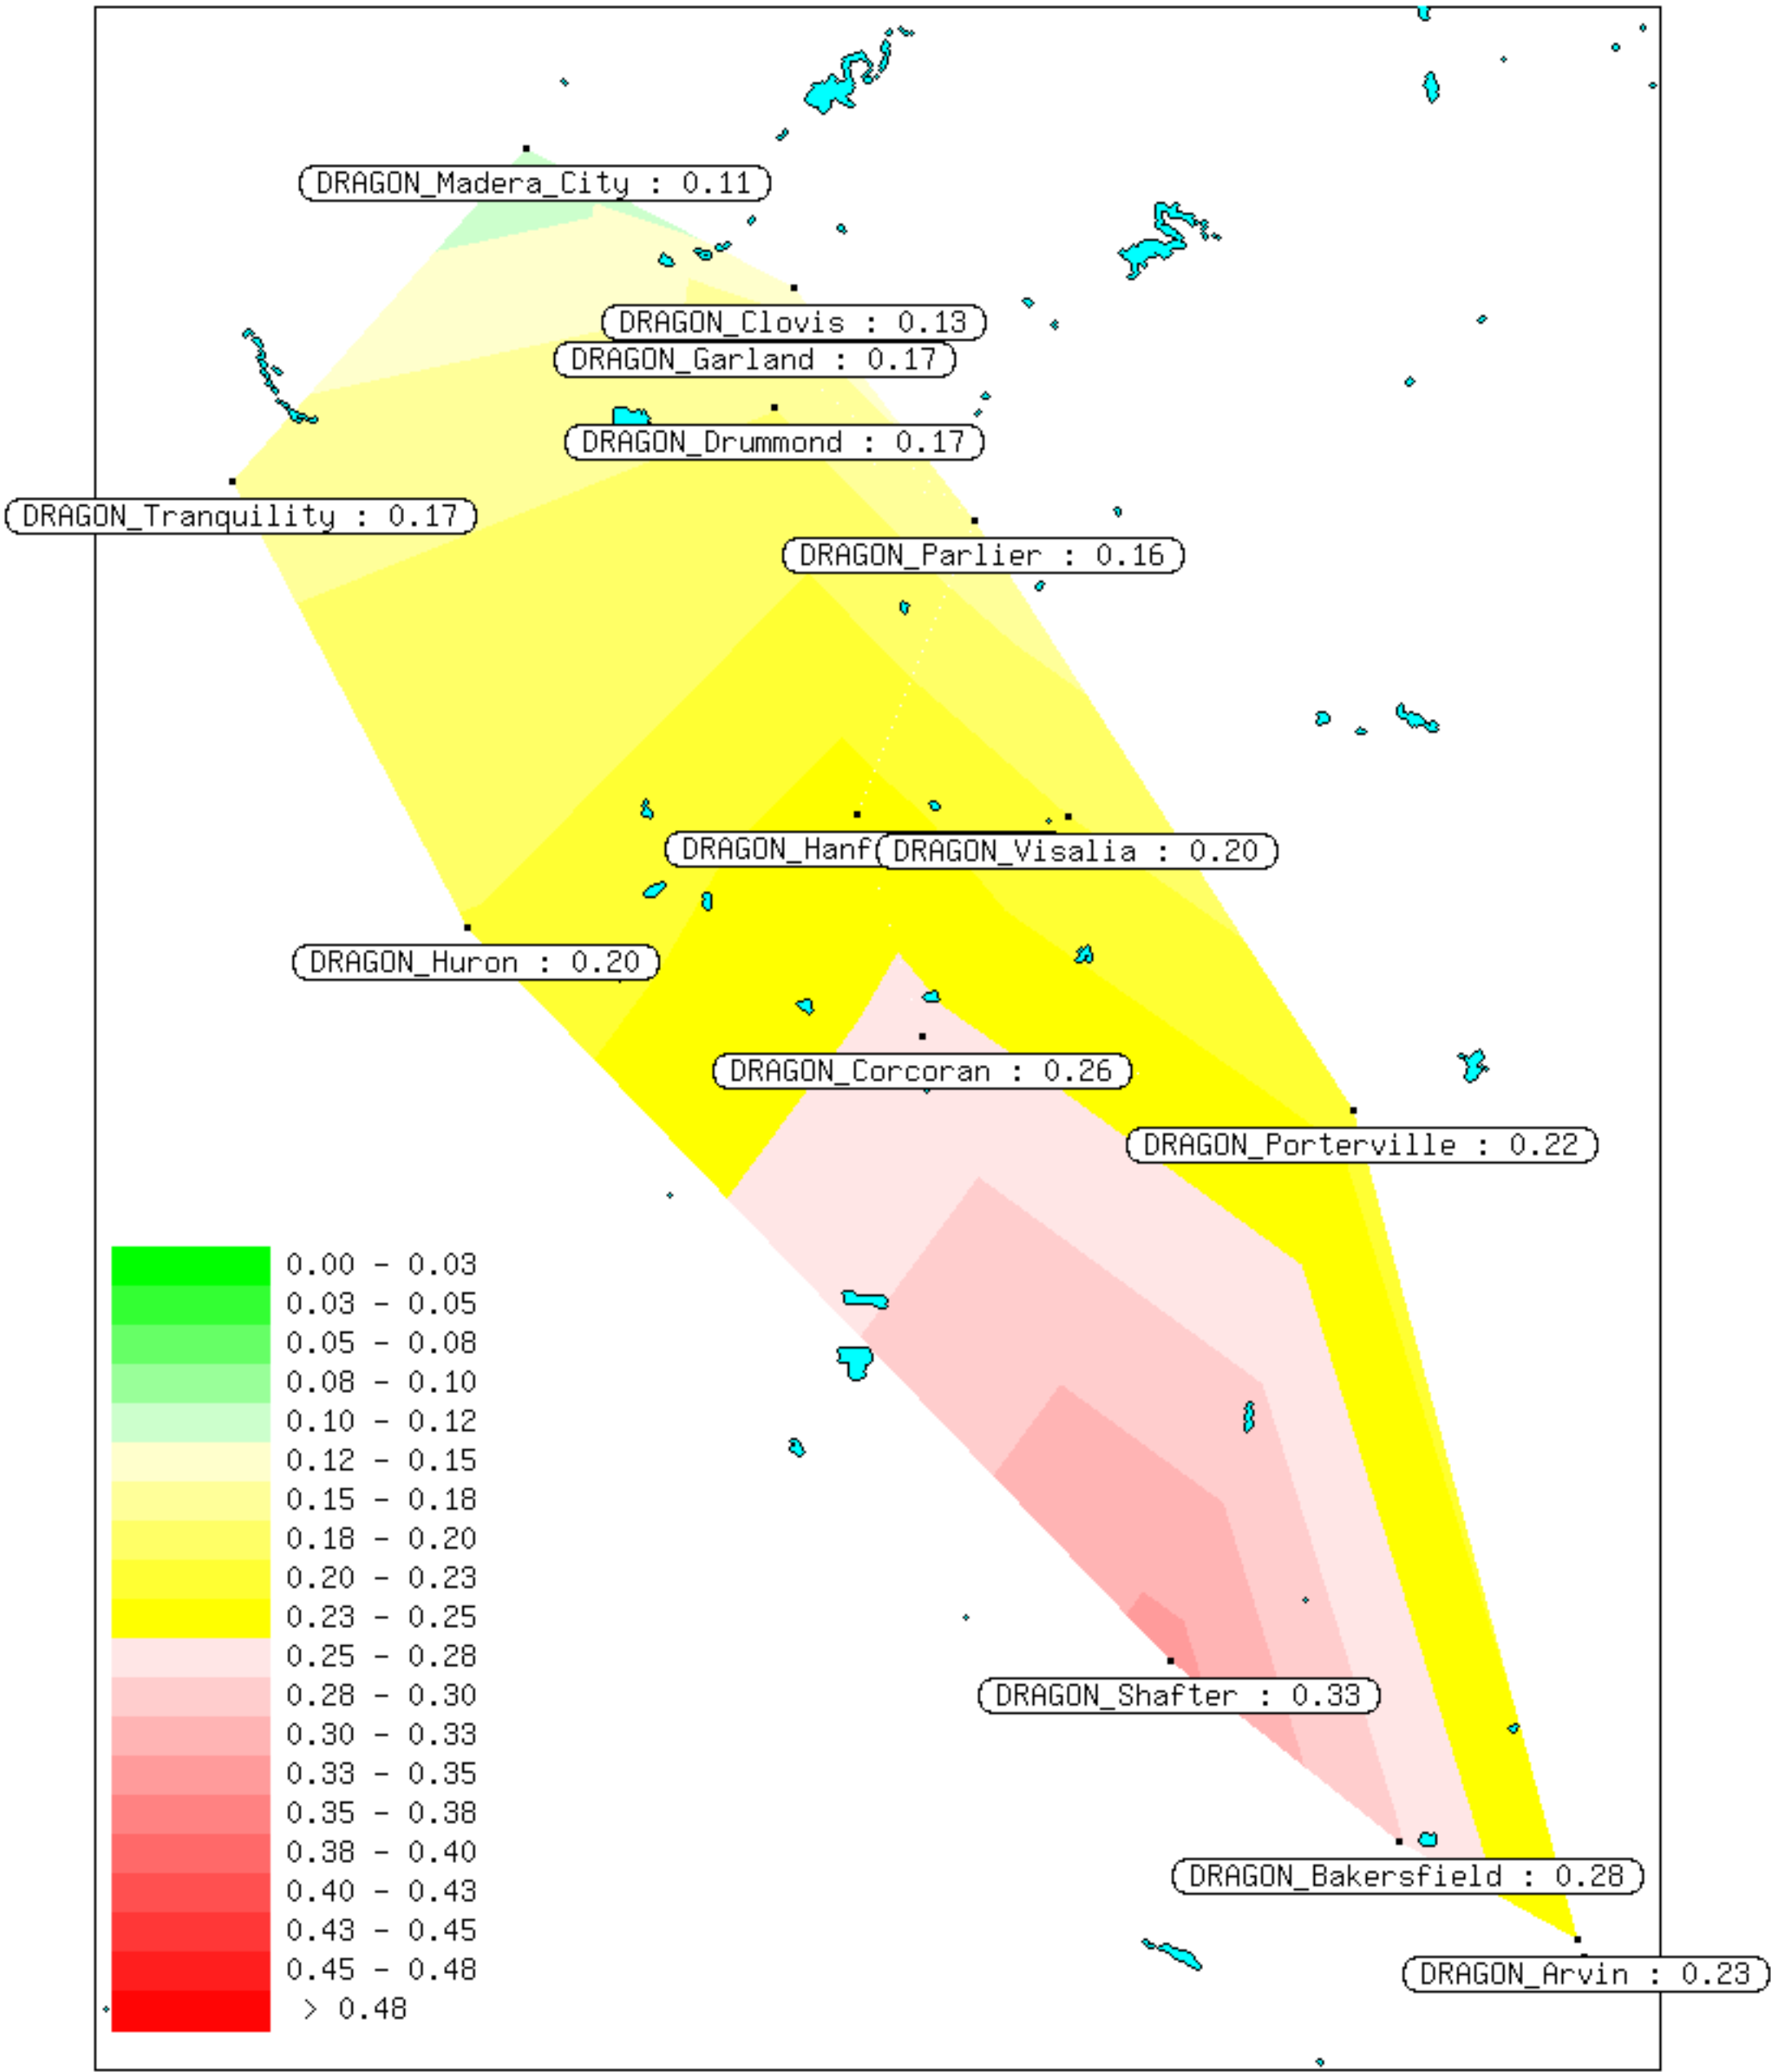 DRAGON_Madera_City : 0.11
DRAGON_Clovis : 0.13
DRAGON_Garland : 0.17
DRAGON_Drummond : 0.17
DRAGON_Tranquility : 0.17
DRAGON_Parlier : 0.16
DRAGON_Hanf
DRAGON_Visalia : 0.20
DRAGON_Huron : 0.20
DRAGON_Corcoran : 0.26
DRAGON_Porterville : 0.22
0.00 - 0.03
0.03 - 0.05
0.05 - 0.08
0.08 - 0.10
0.10 - 0.12
0.12 - 0.15
0.15 - 0.18
0.18 - 0.20
0.20 - 0.23
0.23 - 0.25
0.25 - 0.28
0.28 - 0.30
0.30 - 0.33
0.33 - 0.35
0.35 - 0.38
0.38 - 0.40
0.40 - 0.43
0.43 - 0.45
0.45 - 0.48
> 0.48
DRAGON_Shafter : 0.33
DRAGON_Bakersfield : 0.28
DRAGON_Arvin : 0.23